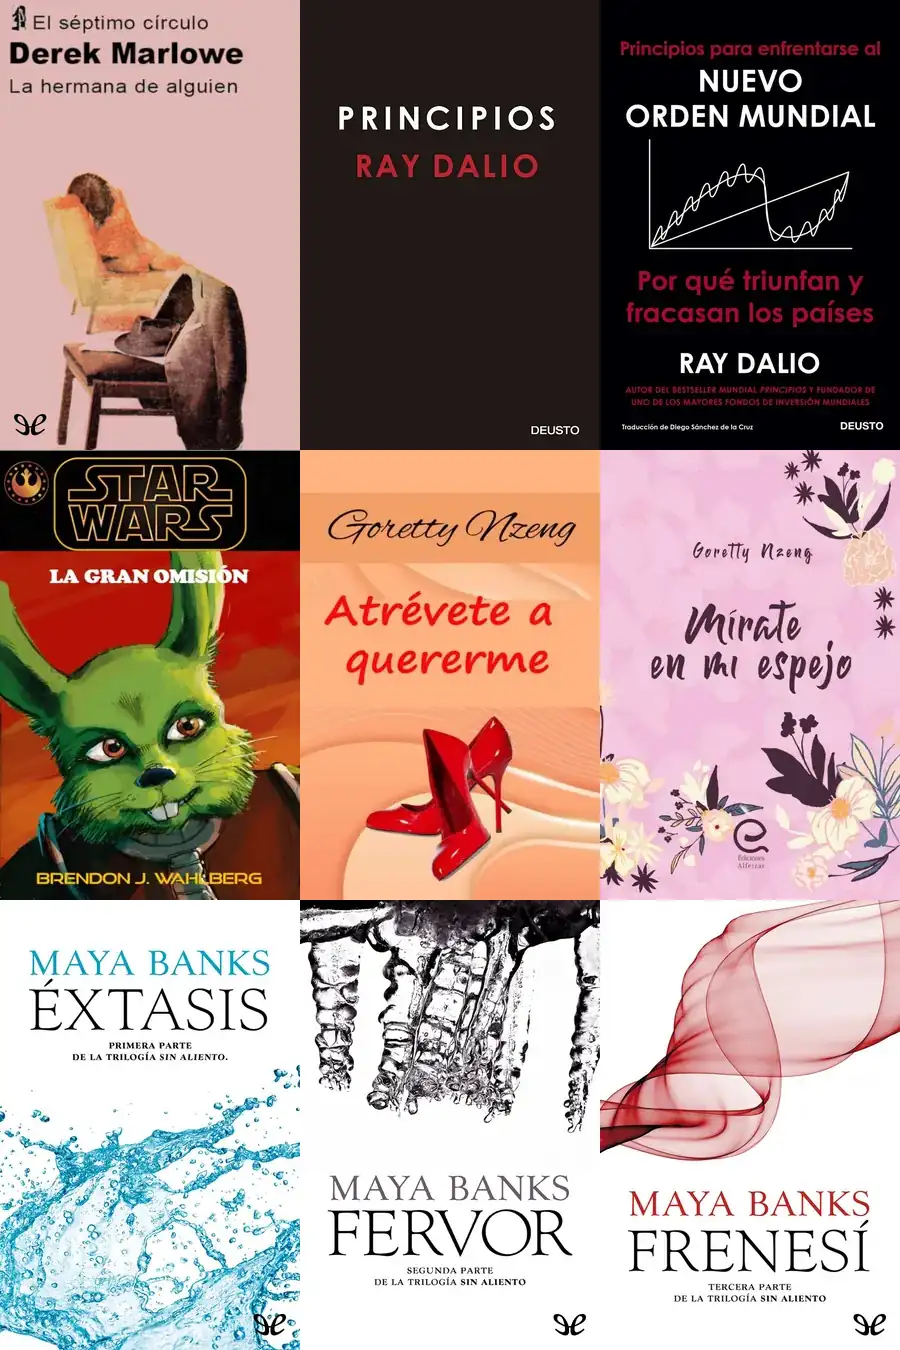 El séptimo círculo
Derek Marlowe
La hermana de alguien
PRINCIPIOS
RAY DALIO
DEUSTO
Principios para enfrentarse al
NUEVO
ORDEN MUNDIAL
Por qué triunfan y
fracasan los países
RAY DALIO
AUTOR DEL BESTSELLER MUNDIAL PRINCIPIOS Y FUNDADOR DE
UNO DE LOS MAYORES FONDOS DE INVERSIÓN MUNDIALES
Traducción de Diego Sánchez de la Cruz
DEUSTO
STAR
WARS
LA GRAN OMISIÓN
BRENDON J. WAHLBERG
Goretty Nzeng
Atrévete a
quererme
Goretty Nzeng
Mírate
en mi espejo
Ediciones
Alfeizar
MAYA BANKS
ÉXTASIS
PRIMERA PARTE
DE LA TRILOGÍA SIN ALIENTO.
MAYA BANKS
FERVOR
SEGUNDA PARTE
DE LA TRILOGÍA SIN ALIENTO
MAYA BANKS
FRENESÍ
TERCERA PARTE
DE LA TRILOGÍA SIN ALIENTO